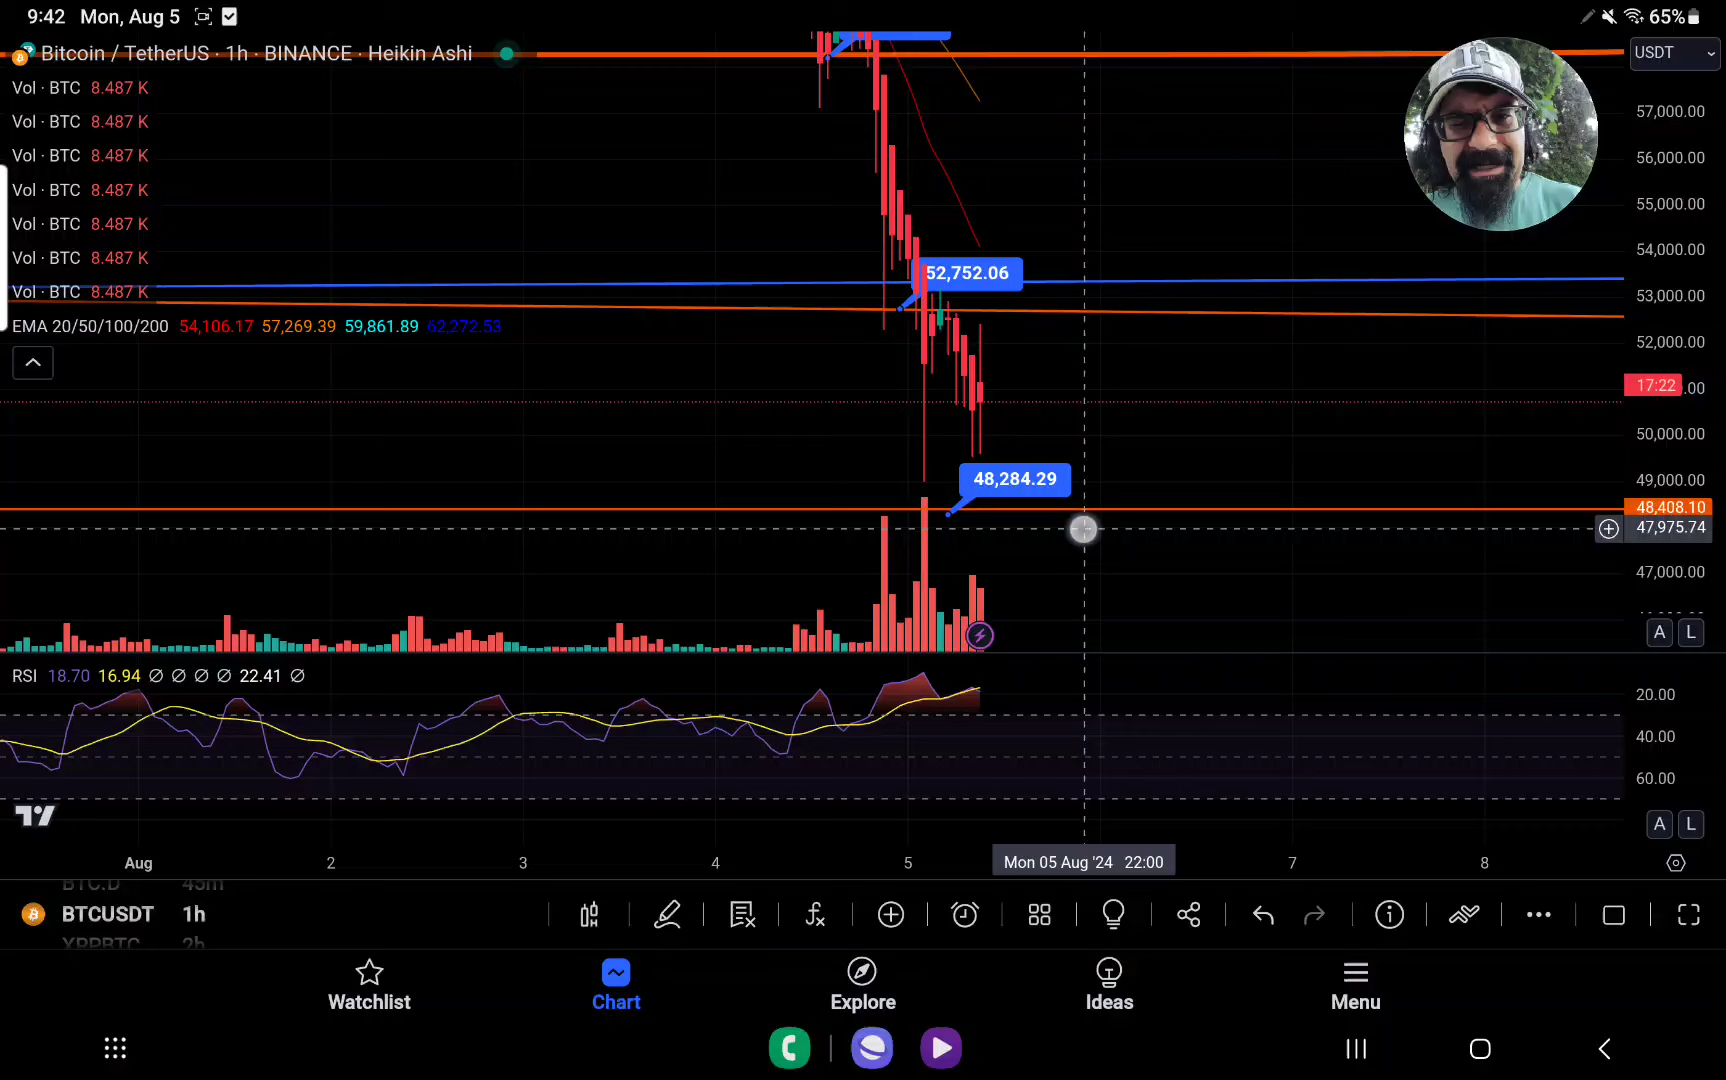 9:42 Mon, Aug 5 65%
Bitcoin / TetherUS · 1h · BINANCE · Heikin Ashi
USDT
Vol · BTC 8.487 K
Vol · BTC 8.487 K
Vol · BTC 8.487 K
Vol · BTC 8.487 K
Vol · BTC 8.487 K
Vol · BTC 8.487 K
Vol · BTC 8.487 K
EMA 20/50/100/200 54,106.17 57,269.39 59,861.89 62,272.53
52,752.06
48,284.29
57,000.00
56,000.00
55,000.00
54,000.00
53,000.00
52,000.00
17:22
50,000.00
49,000.00
48,408.10
47,975.74
47,000.00
A L
RSI 18.70 16.94 ∅ ∅ ∅ ∅ 22.41 ∅
20.00
40.00
60.00
A L
Aug 2 3 4 5 Mon 05 Aug '24 22:00 7 8
BTC.D 45m
BTCUSDT 1h
XRPBTC 2h
Watchlist Chart Explore Ideas Menu